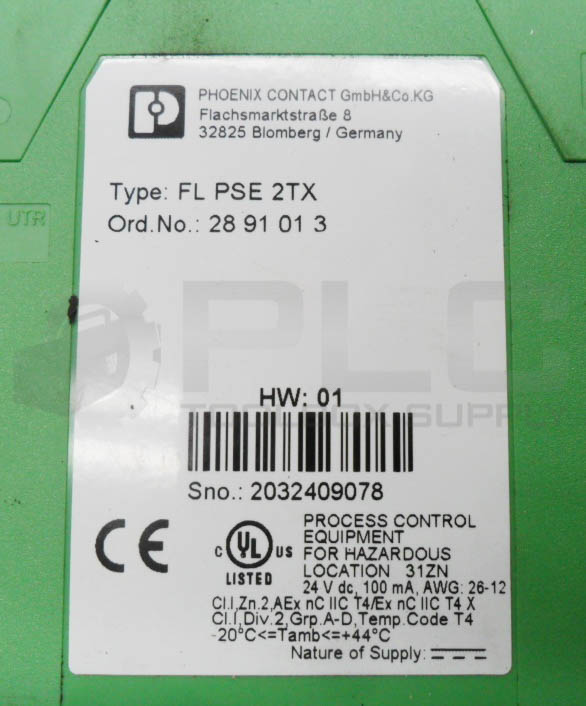 PHOENIX CONTACT GmbH&Co.KG
Flachsmarktstraße 8
32825 Blomberg / Germany
Type: FL PSE 2TX
Ord.No.: 28 91 01 3
UTR
PLC
TOOLBOX SUPPLY
HW: 01
Sno.: 2032409078
CE
C UL US
LISTED
PROCESS CONTROL
EQUIPMENT
FOR HAZARDOUS
LOCATION 31ZN
24 V dc, 100 mA, AWG: 26-12
Cl.I,Zn.2,AEx nC IIC T4/Ex nC IIC T4 X
Cl.I,Div.2,Grp.A-D,Temp.Code T4
-20°C<=Tamb<=+44°C
Nature of Supply: